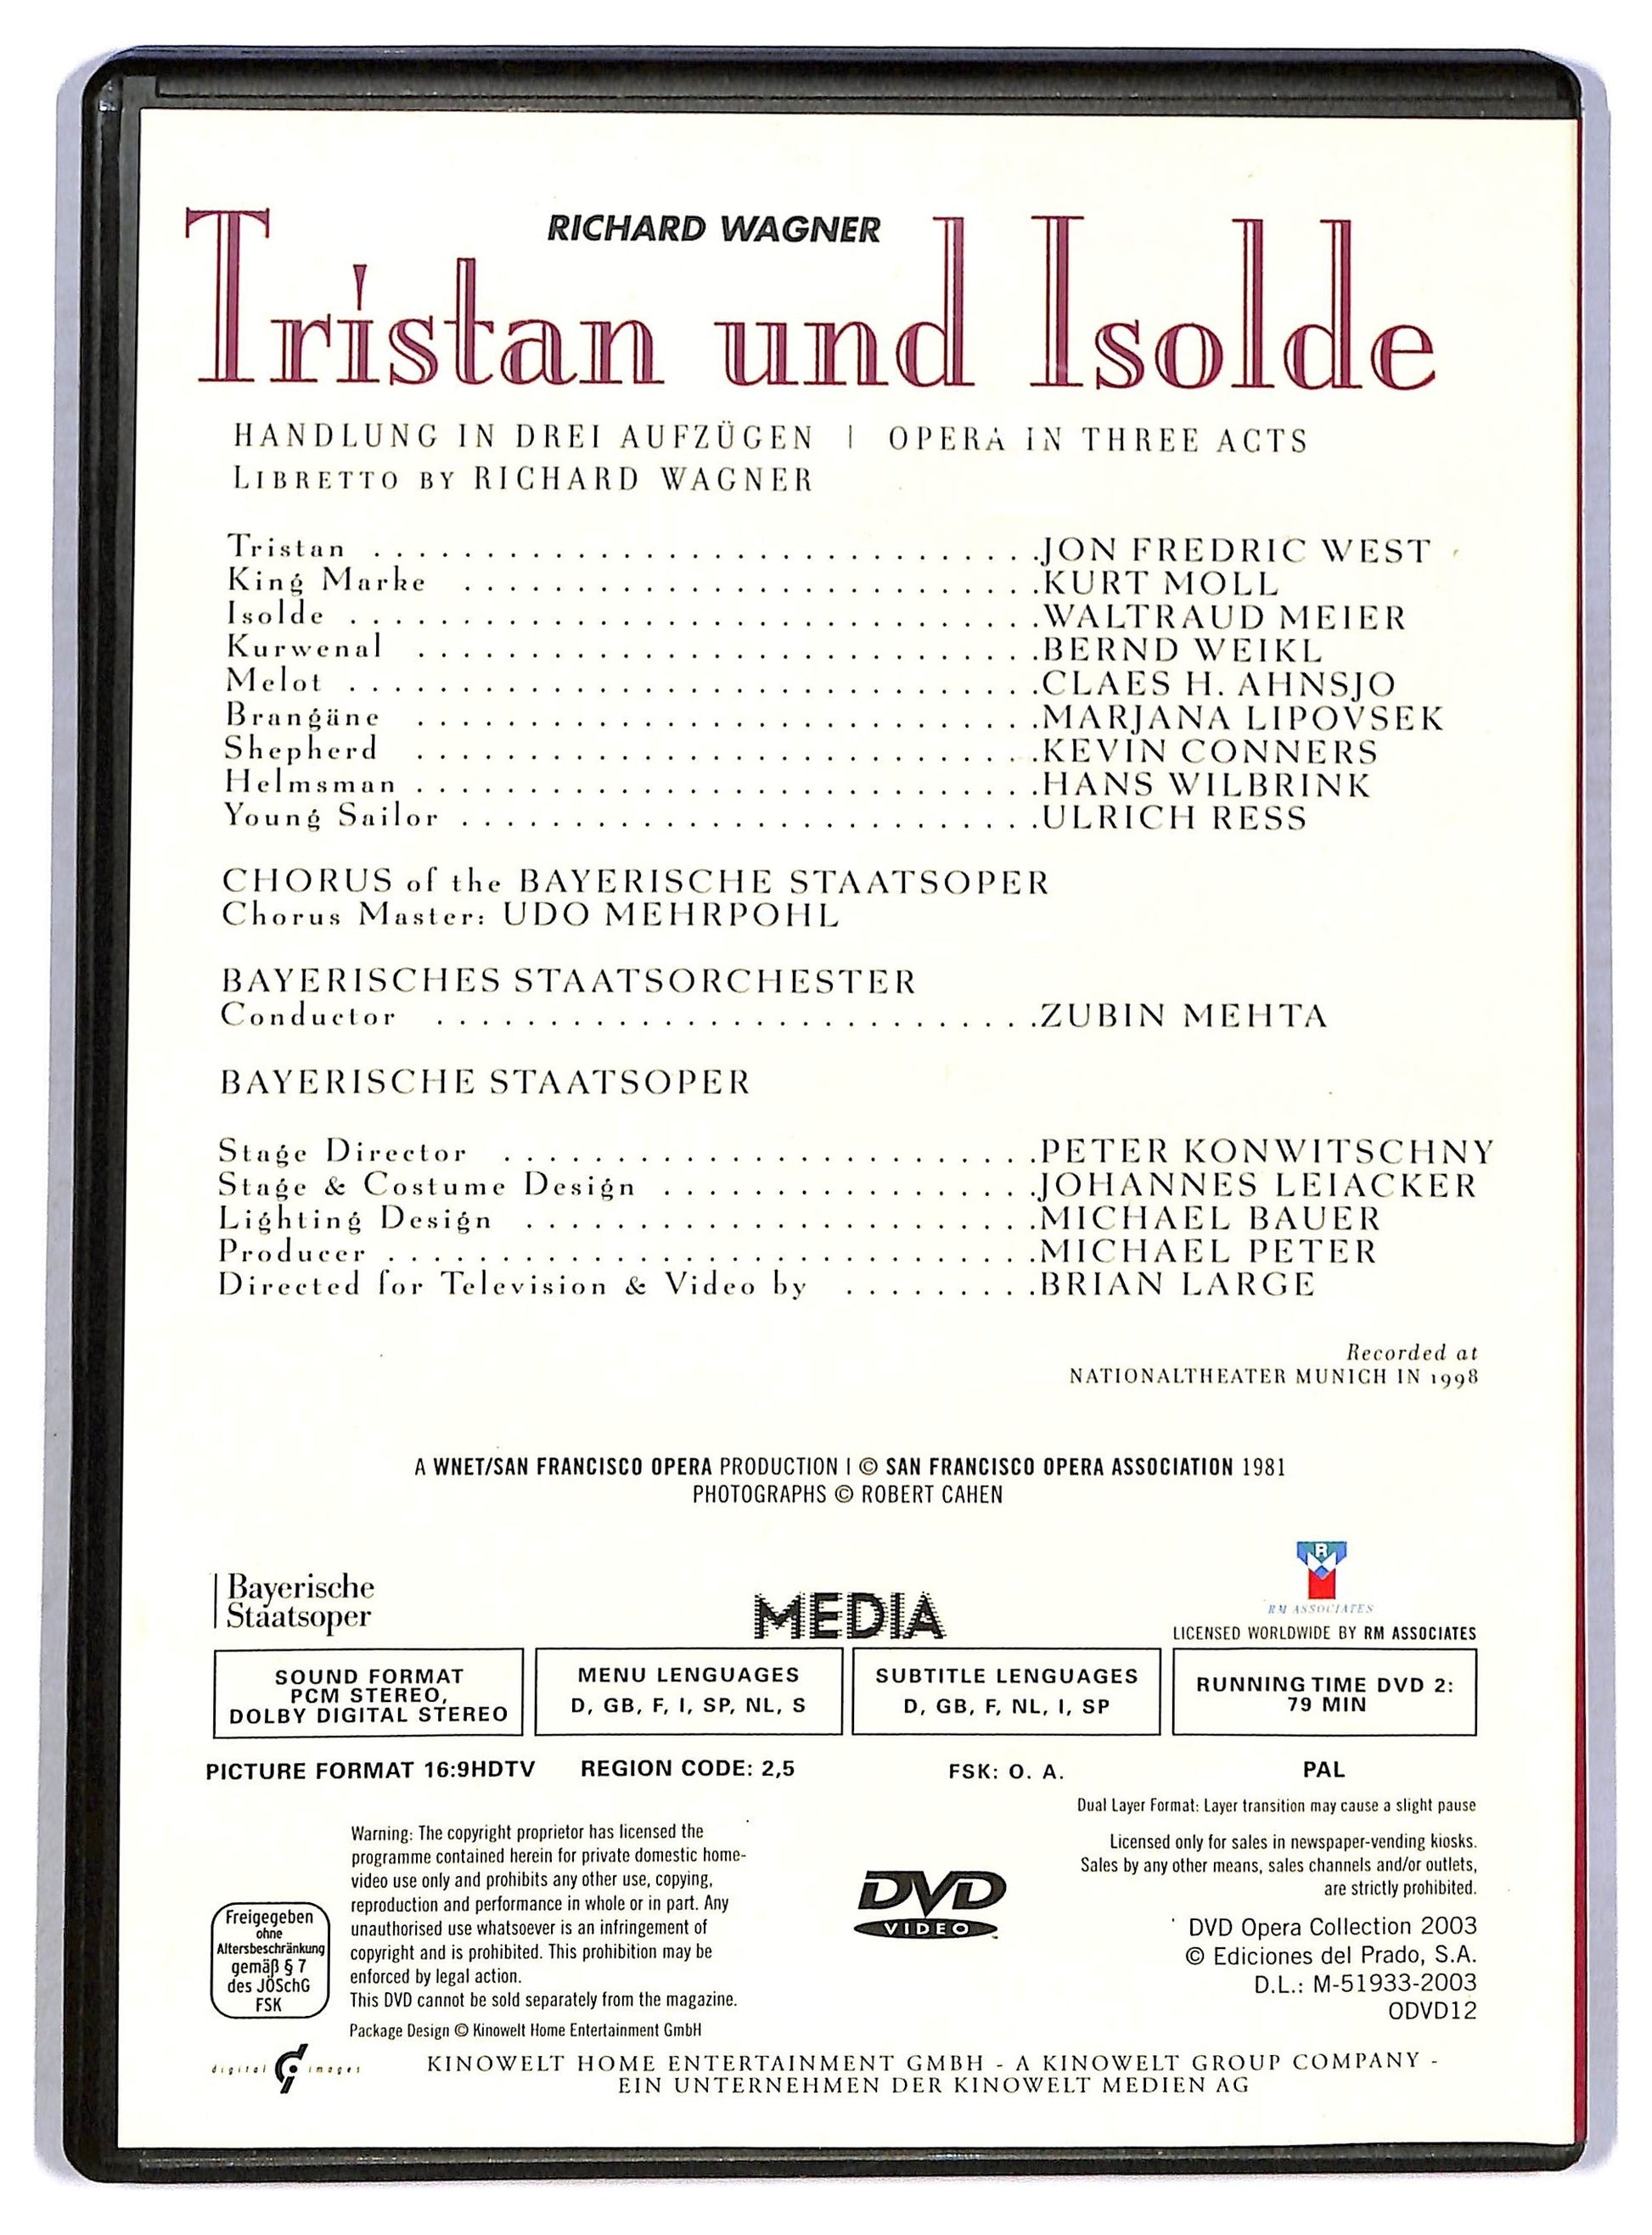 RICHARD WAGNER
Tristan und Isolde
HANDLUNG IN DREI AUFZÜGEN | OPERA IN THREE ACTS
LIBRETTO BY RICHARD WAGNER
Tristan . . . . . . . . . . . . . . . . . . . . . . . . . . . . . .JON FREDRIC WEST
King Marke . . . . . . . . . . . . . . . . . . . . . . . . . .KURT MOLL
Isolde . . . . . . . . . . . . . . . . . . . . . . . . . . . . . . .WALTRAUD MEIER
Kurwenal . . . . . . . . . . . . . . . . . . . . . . . . . . . .BERND WEIKL
Melot . . . . . . . . . . . . . . . . . . . . . . . . . . . . . . .CLAES H. AHNSJO
Brangäne . . . . . . . . . . . . . . . . . . . . . . . . . . . .MARJANA LIPOVSEK
Shepherd . . . . . . . . . . . . . . . . . . . . . . . . . . . .KEVIN CONNERS
Helmsman . . . . . . . . . . . . . . . . . . . . . . . . . . . .HANS WILBRINK
Young Sailor . . . . . . . . . . . . . . . . . . . . . . . . . .ULRICH RESS
CHORUS of the BAYERISCHE STAATSOPER
Chorus Master: UDO MEHRPOHL
BAYERISCHES STAATSORCHESTER
Conductor . . . . . . . . . . . . . . . . . . . . . . . . . . .ZUBIN MEHTA
BAYERISCHE STAATSOPER
Stage Director . . . . . . . . . . . . . . . . . . . . . . . .PETER KONWITSCHNY
Stage & Costume Design . . . . . . . . . . . . . . . . .JOHANNES LEIACKER
Lighting Design . . . . . . . . . . . . . . . . . . . . . . .MICHAEL BAUER
Producer . . . . . . . . . . . . . . . . . . . . . . . . . . . . .MICHAEL PETER
Directed for Television & Video by . . . . . . . . .BRIAN LARGE
Recorded at
NATIONALTHEATER MUNICH IN 1998
A WNET/SAN FRANCISCO OPERA PRODUCTION | © SAN FRANCISCO OPERA ASSOCIATION 1981
PHOTOGRAPHS © ROBERT CAHEN
Bayerische
Staatsoper
MEDIA
RM
RM ASSOCIATES
LICENSED WORLDWIDE BY RM ASSOCIATES
SOUND FORMAT
PCM STEREO,
DOLBY DIGITAL STEREO
MENU LENGUAGES
D, GB, F, I, SP, NL, S
SUBTITLE LENGUAGES
D, GB, F, NL, I, SP
RUNNING TIME DVD 2:
79 MIN
PICTURE FORMAT 16:9HDTV REGION CODE: 2,5 FSK: O. A. PAL
Dual Layer Format: Layer transition may cause a slight pause
Warning: The copyright proprietor has licensed the
programme contained herein for private domestic home-
video use only and prohibits any other use, copying,
reproduction and performance in whole or in part. Any
unauthorised use whatsoever is an infringement of
copyright and is prohibited. This prohibition may be
enforced by legal action.
This DVD cannot be sold separately from the magazine.
Package Design © Kinowelt Home Entertainment GmbH
Freigegeben
ohne
Altersbeschränkung
gemäß § 7
des JÖSchG
FSK
DVD
VIDEO
Licensed only for sales in newspaper-vending kiosks.
Sales by any other means, sales channels and/or outlets,
are strictly prohibited.
DVD Opera Collection 2003
© Ediciones del Prado, S.A.
D.L.: M-51933-2003
ODVD12
digital images
KINOWELT HOME ENTERTAINMENT GMBH - A KINOWELT GROUP COMPANY -
EIN UNTERNEHMEN DER KINOWELT MEDIEN AG